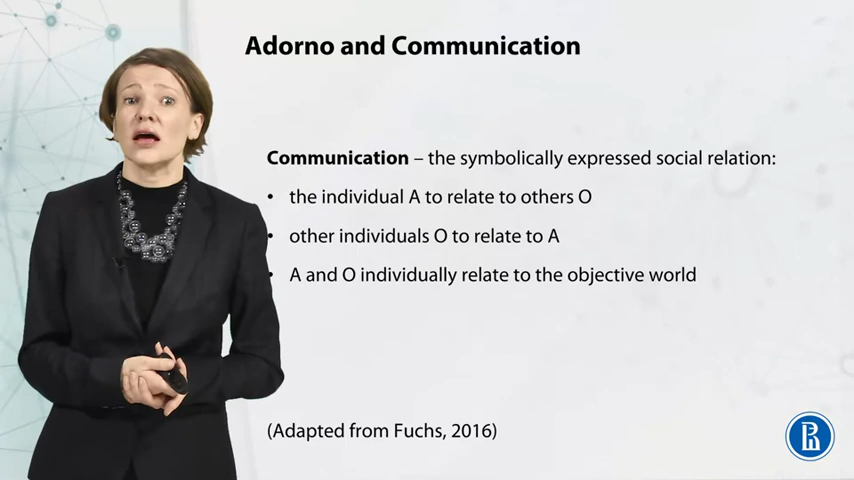 Adorno and Communication
Communication – the symbolically expressed social relation:
• the individual A to relate to others O
• other individuals O to relate to A
• A and O individually relate to the objective world
(Adapted from Fuchs, 2016)